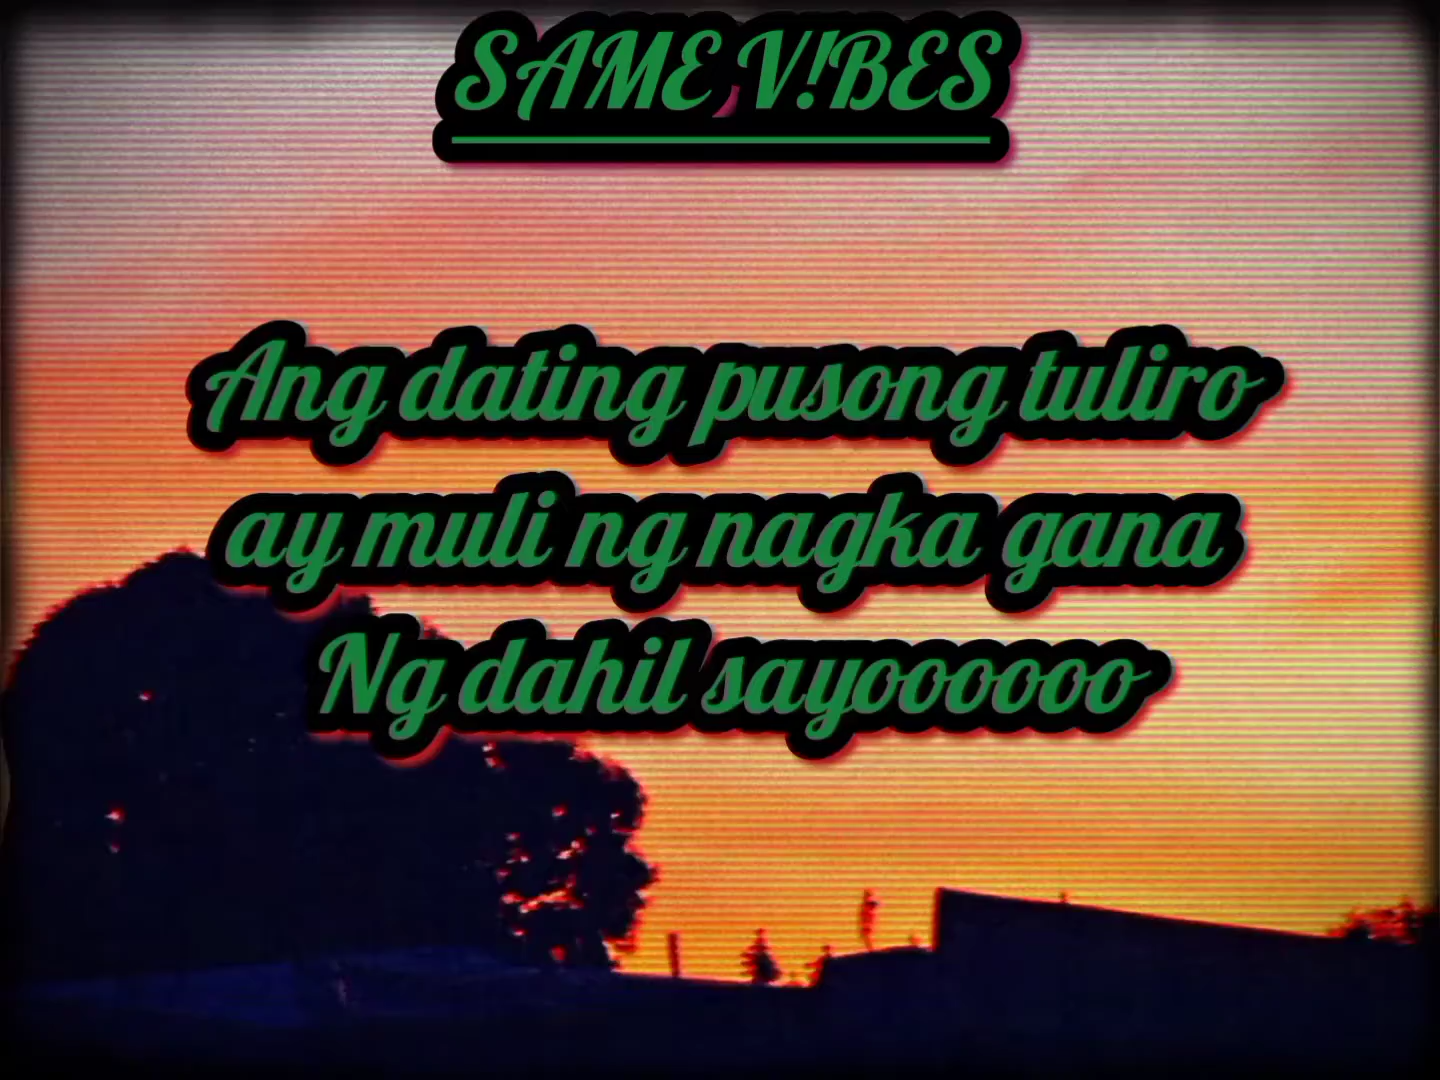 SAME V!BES
Ang dating pusong tuliro
ay muli ng nagka gana
Ng dahil sayoooooo